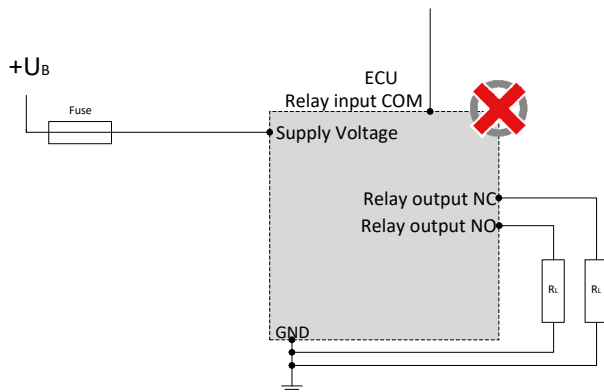 ECU
Relay input COM
+UB
Fuse
Supply Voltage
Relay output NC
Relay output NO
RL
RL
GND